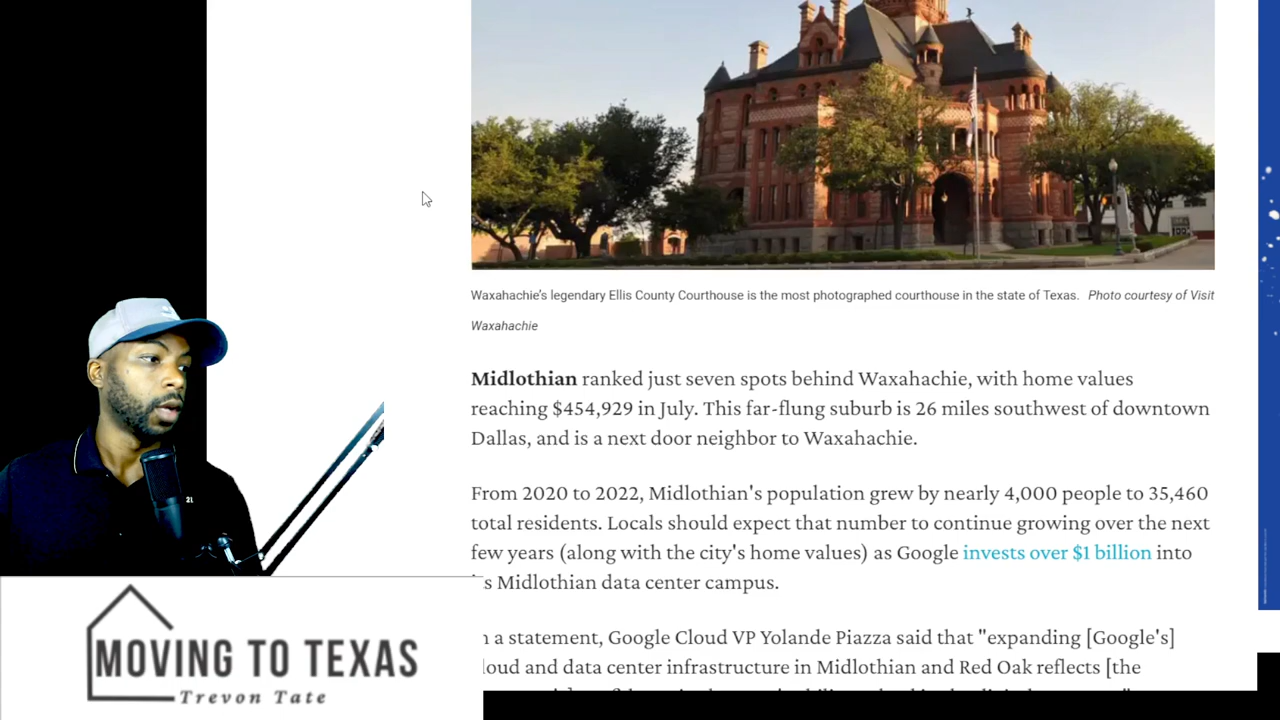 Waxahachie's legendary Ellis County Courthouse is the most photographed courthouse in the state of Texas. Photo courtesy of Visit
Waxahachie
Midlothian ranked just seven spots behind Waxahachie, with home values
reaching $454,929 in July. This far-flung suburb is 26 miles southwest of downtown
Dallas, and is a next door neighbor to Waxahachie.
From 2020 to 2022, Midlothian's population grew by nearly 4,000 people to 35,460
total residents. Locals should expect that number to continue growing over the next
few years (along with the city's home values) as Google invests over $1 billion into
Midlothian data center campus.
a statement, Google Cloud VP Yolande Piazza said that "expanding [Google's]
and data center infrastructure in Midlothian and Red Oak reflects [the
MOVING TO TEXAS
Trevon Tate